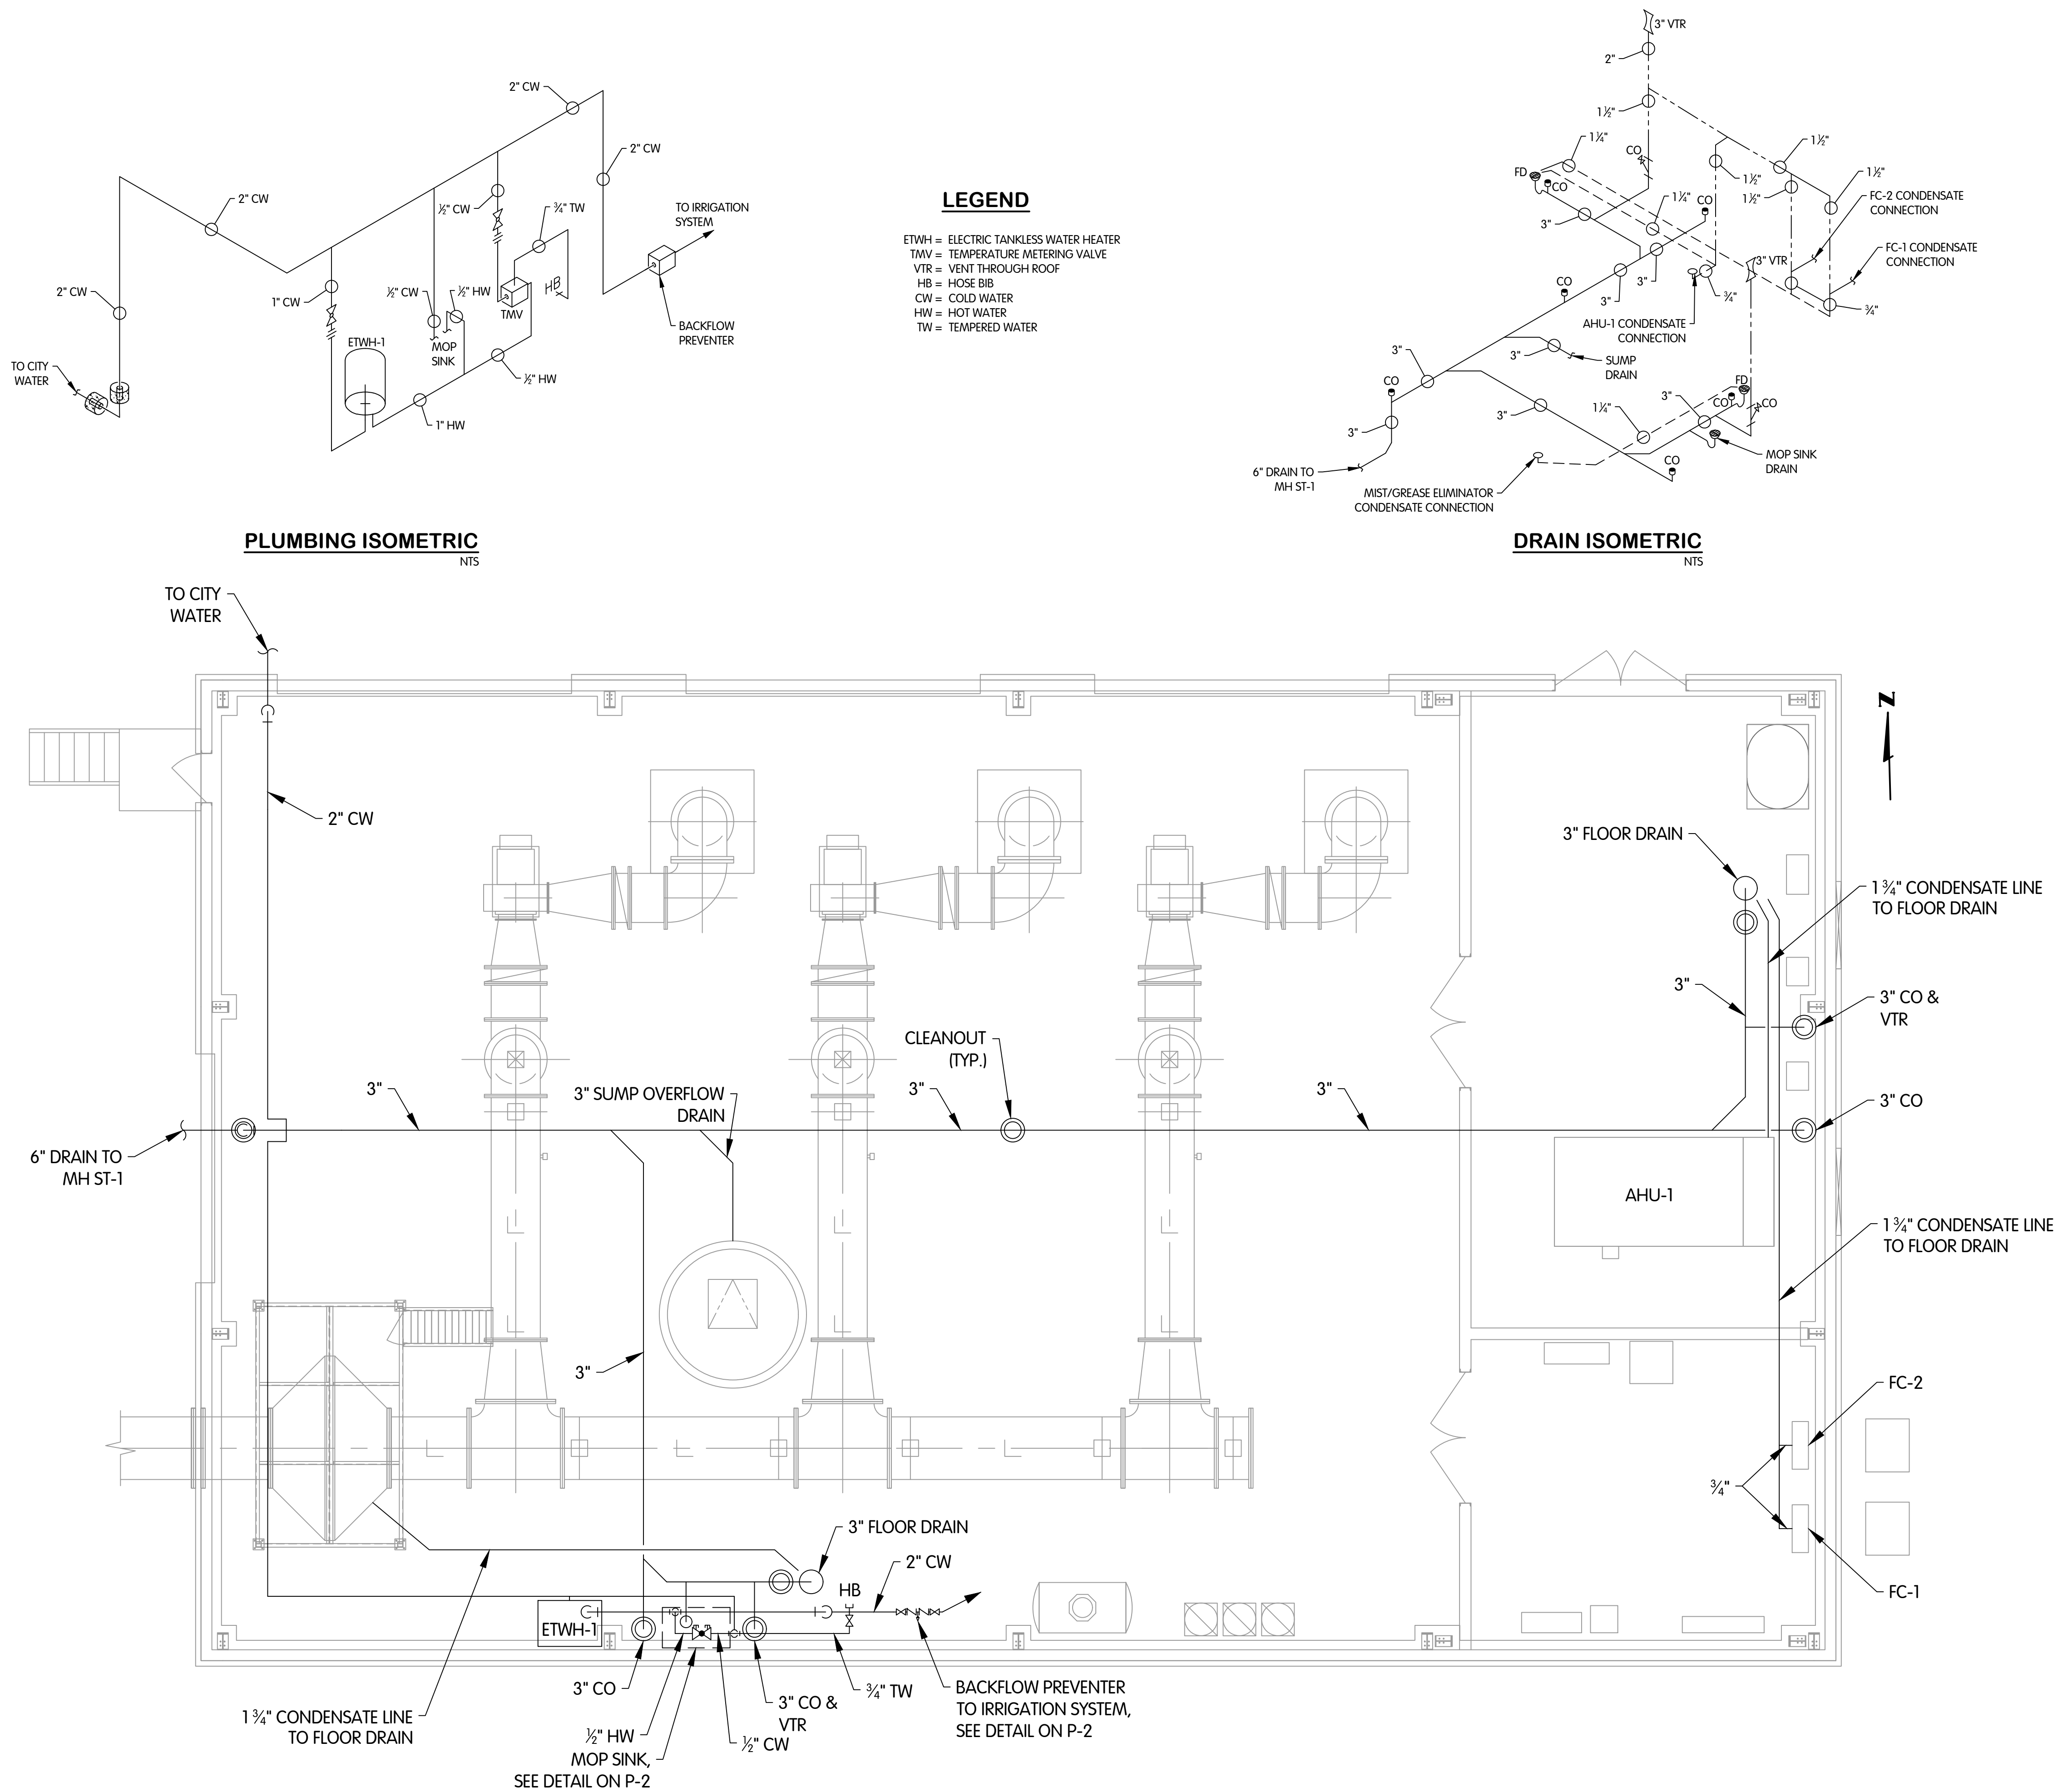 2" CW
2" CW
2" CW
2" CW
1" CW
½" CW
½" CW
½" HW
¾" TW
HB
TMV
MOP
SINK
ETWH-1
½" HW
1" HW
TO CITY
WATER
TO IRRIGATION
SYSTEM
BACKFLOW
PREVENTER
PLUMBING ISOMETRIC
NTS
LEGEND
ETWH = ELECTRIC TANKLESS WATER HEATER
TMV = TEMPERATURE METERING VALVE
VTR = VENT THROUGH ROOF
HB = HOSE BIB
CW = COLD WATER
HW = HOT WATER
TW = TEMPERED WATER
3" VTR
2"
1½"
1¼"
CO
FD
CO
3"
1¼"
CO
1½"
1½"
1½"
1½"
FC-2 CONDENSATE
CONNECTION
FC-1 CONDENSATE
CONNECTION
3" VTR
3"
3"
¾"
¾"
CO
AHU-1 CONDENSATE
CONNECTION
3"
3"
SUMP
DRAIN
CO
3"
3"
1¼"
3"
FD
CO
CO
MOP SINK
DRAIN
CO
6" DRAIN TO
MH ST-1
MIST/GREASE ELIMINATOR
CONDENSATE CONNECTION
DRAIN ISOMETRIC
NTS
TO CITY
WATER
N
2" CW
3" FLOOR DRAIN
1¾" CONDENSATE LINE
TO FLOOR DRAIN
3"
3" CO &
VTR
CLEANOUT
(TYP.)
3"
3" SUMP OVERFLOW
DRAIN
3"
3"
3" CO
6" DRAIN TO
MH ST-1
AHU-1
1¾" CONDENSATE LINE
TO FLOOR DRAIN
3"
FC-2
¾"
FC-1
3" FLOOR DRAIN
2" CW
HB
ETWH-1
3" CO
¾" TW
BACKFLOW PREVENTER
TO IRRIGATION SYSTEM,
SEE DETAIL ON P-2
1¾" CONDENSATE LINE
TO FLOOR DRAIN
3" CO &
VTR
½" HW
½" CW
MOP SINK,
SEE DETAIL ON P-2